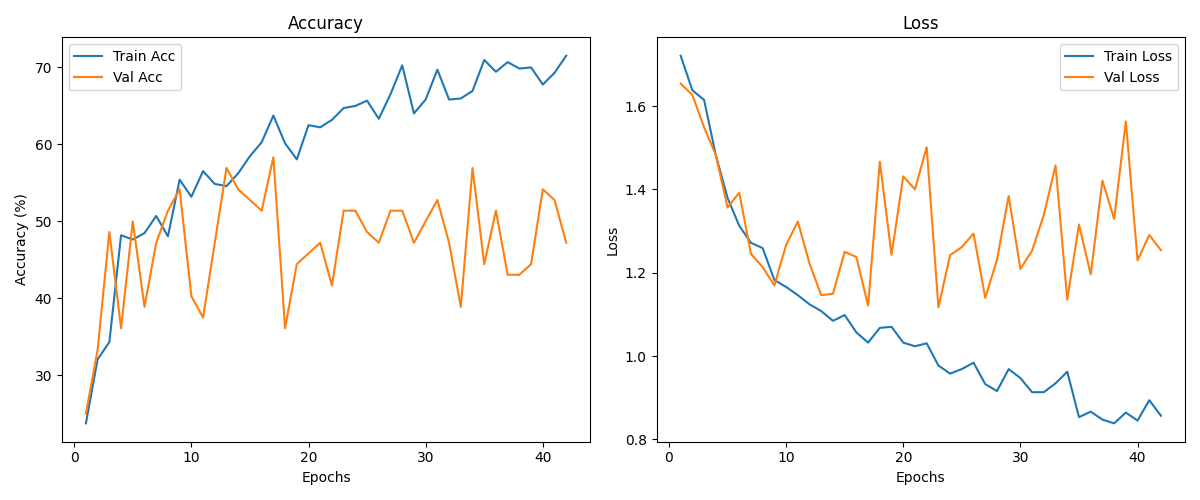 Accuracy
Train Acc
Val Acc
Accuracy (%)
70
60
50
40
30
0
10
20
30
40
Epochs
Loss
Train Loss
Val Loss
Loss
1.6
1.4
1.2
1.0
0.8
0
10
20
30
40
Epochs